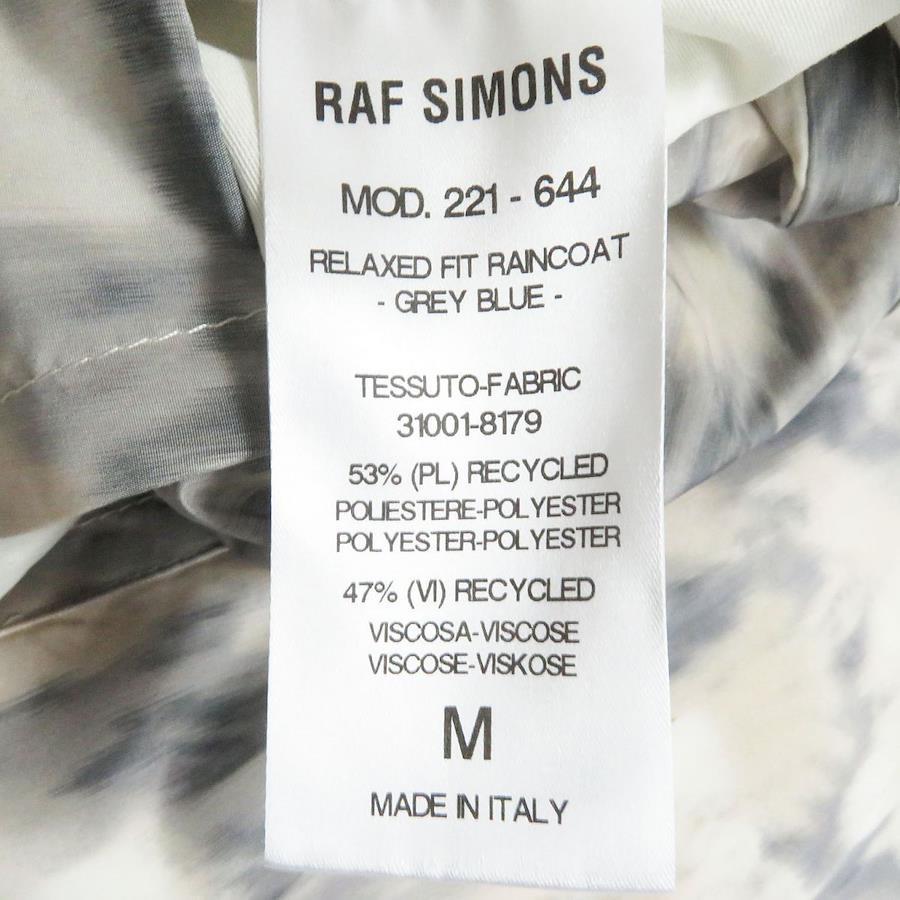 RAF SIMONS
MOD. 221 - 644
RELAXED FIT RAINCOAT
- GREY BLUE -
TESSUTO-FABRIC
31001-8179
53% (PL) RECYCLED
POLIESTERE-POLYESTER
POLYESTER-POLYESTER
47% (VI) RECYCLED
VISCOSA-VISCOSE
VISCOSE-VISKOSE
M
MADE IN ITALY